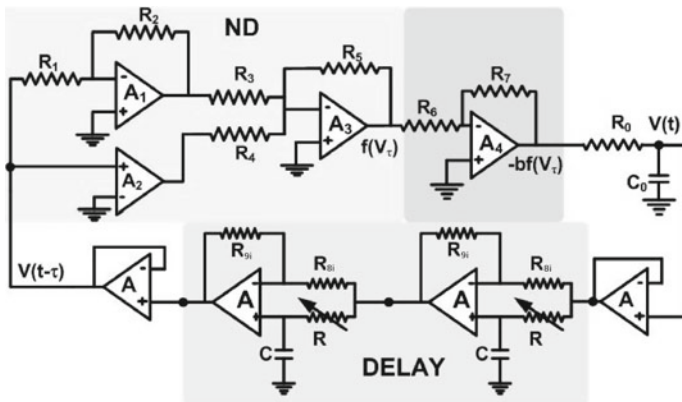 ND
R₂
R₁
A₁
- +
R₃
R₅
A₂
+ -
R₄
A₃
- +
f(Vτ)
R₆
R₇
A₄
- +
-bf(Vτ)
R₀
V(t)
C₀
V(t-τ)
A
- +
R₉ᵢ
A
- +
R₈ᵢ
R
C
R₉ᵢ
A
- +
R₈ᵢ
R
C
A
- +
DELAY